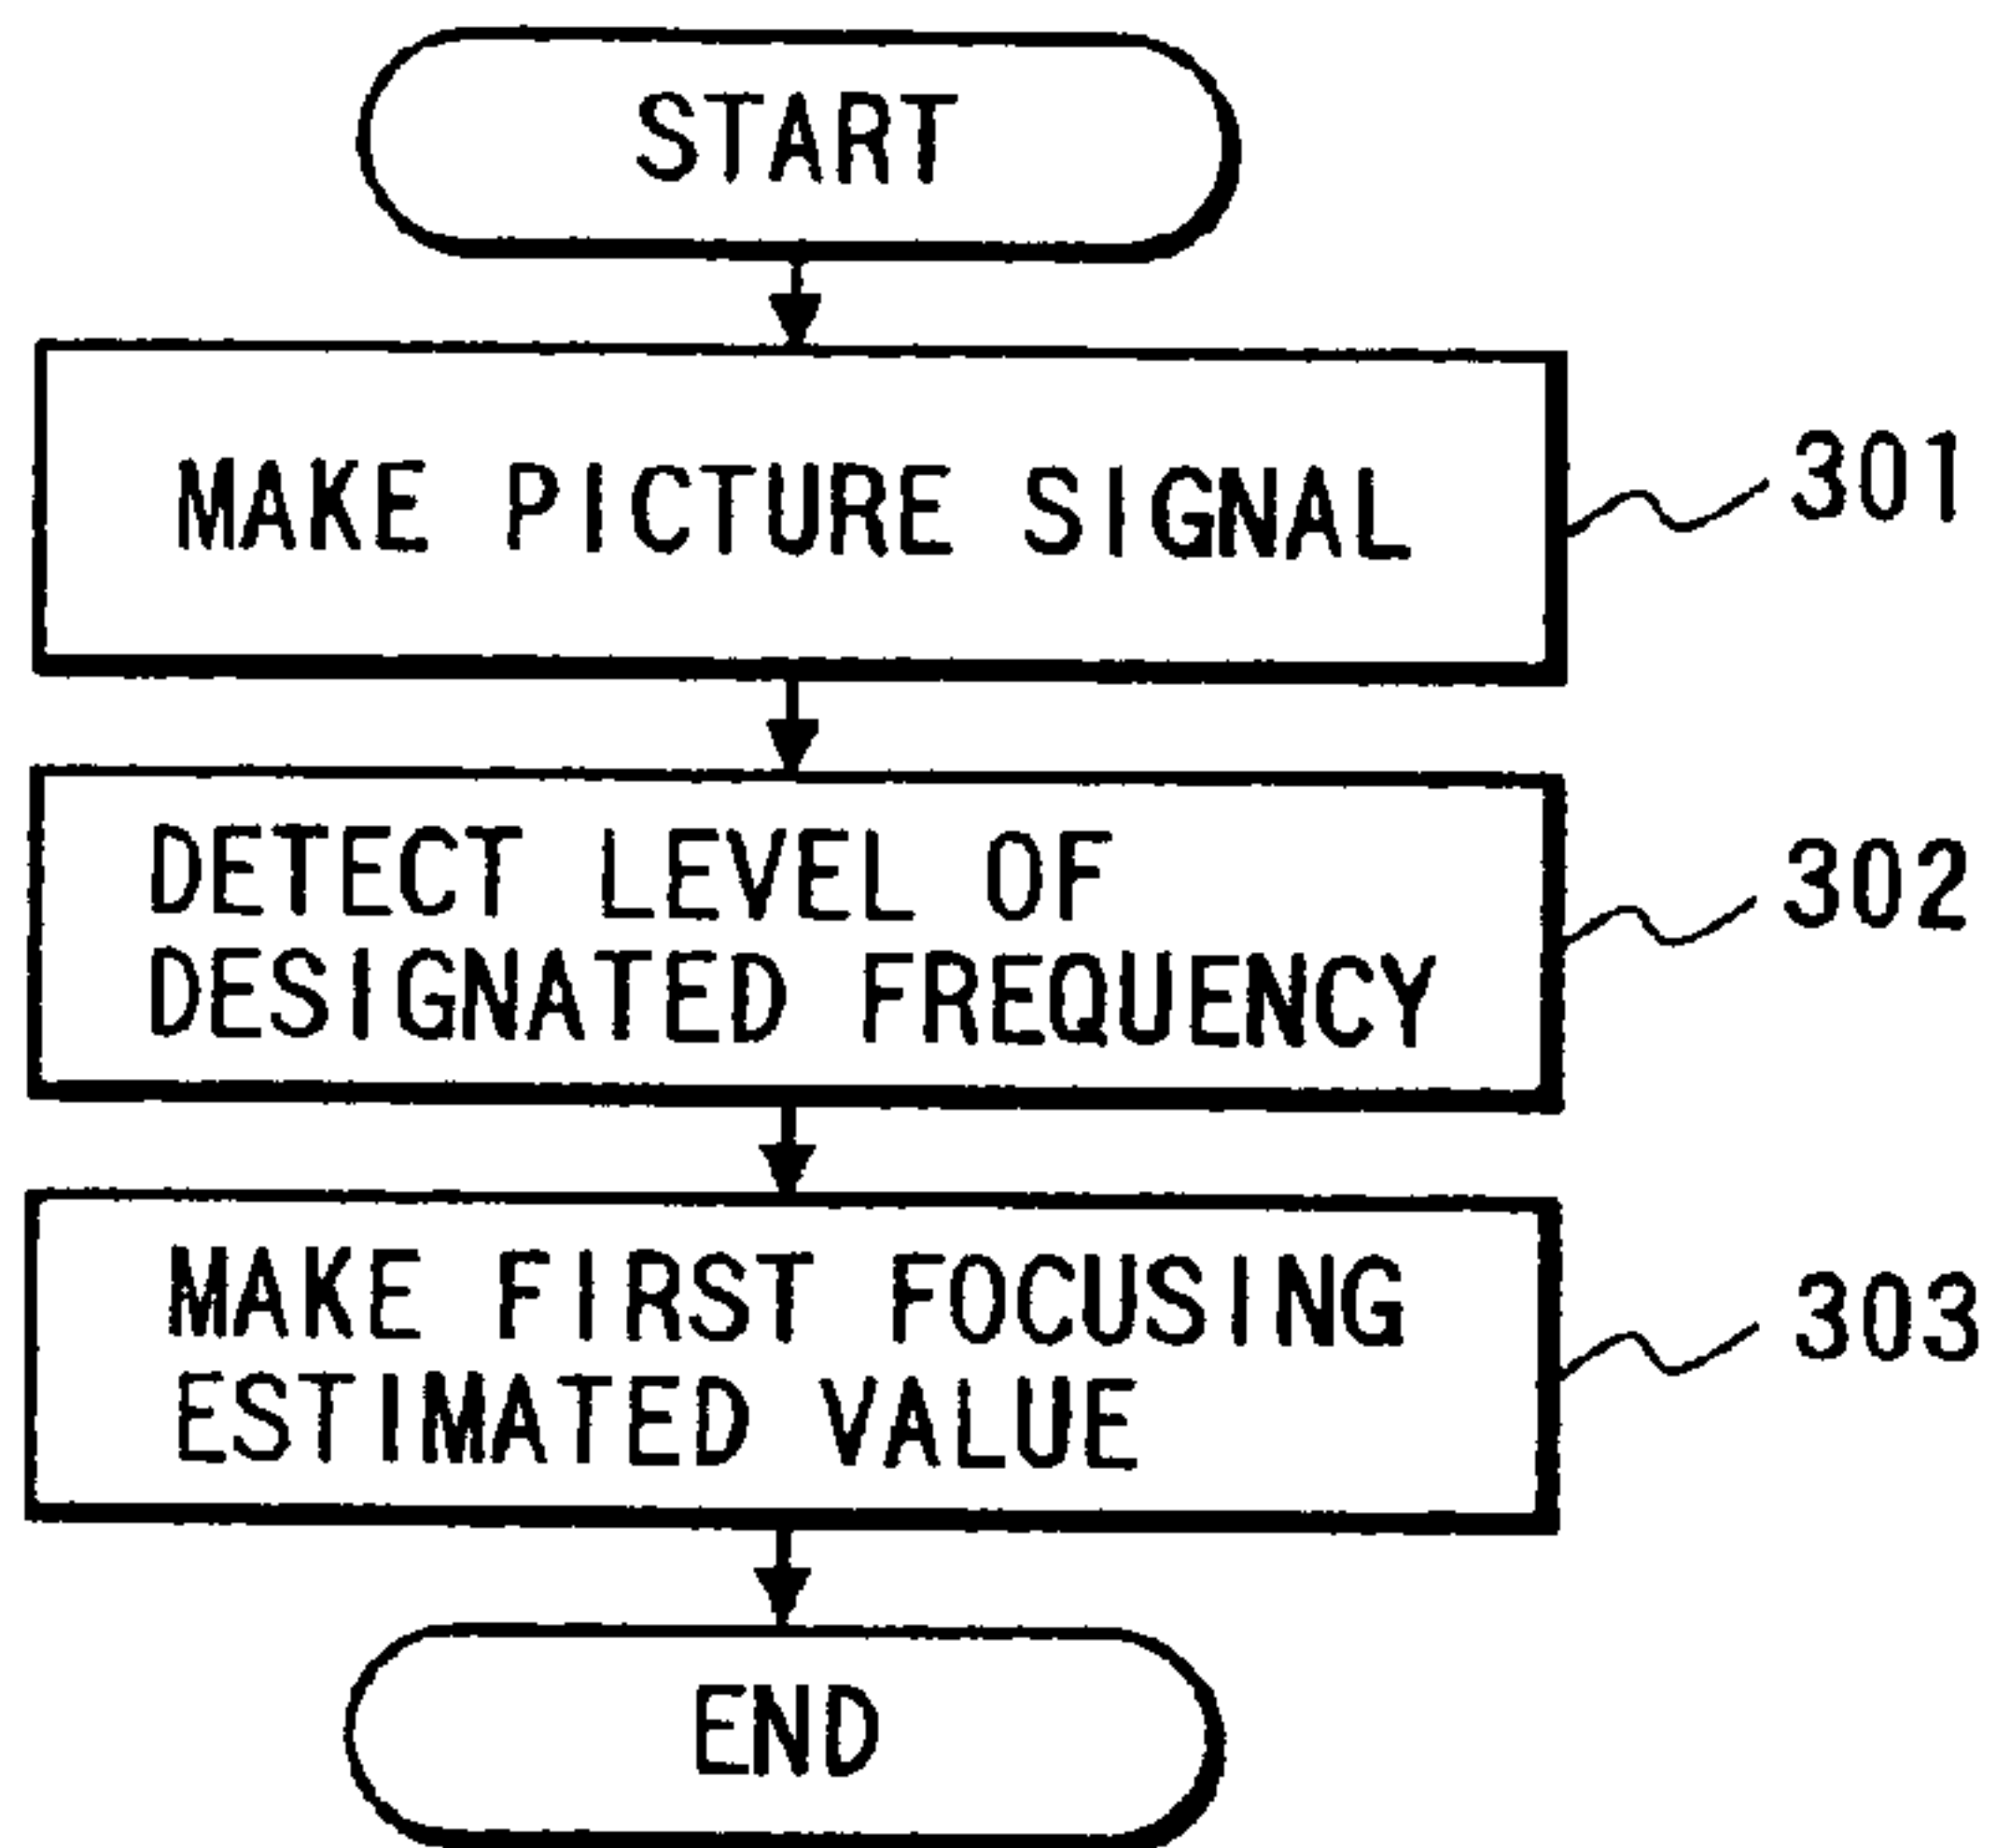 START
MAKE PICTURE SIGNAL
301
DETECT LEVEL OF
DESIGNATED FREQUENCY
302
MAKE FIRST FOCUSING
ESTIMATED VALUE
303
END